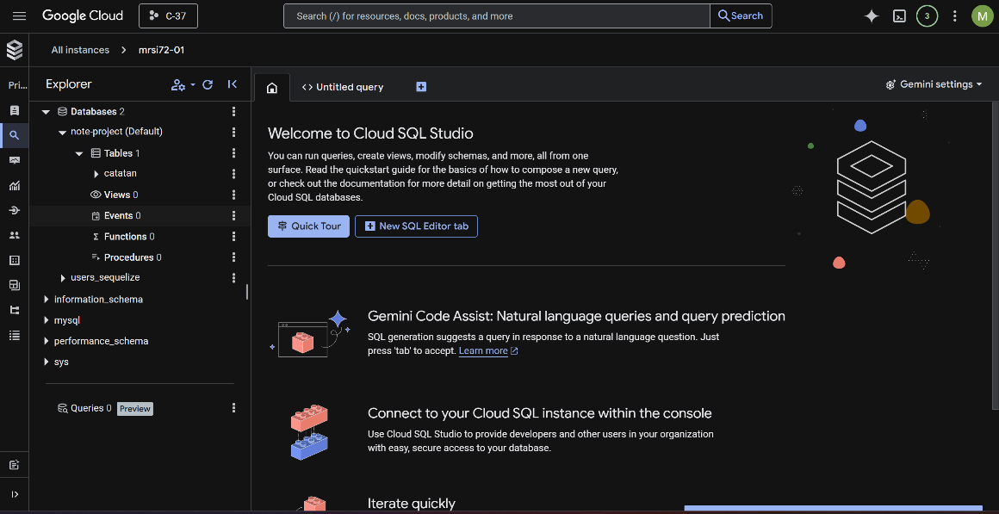 Google Cloud
C-37
Search (/) for resources, docs, products, and more
Search
3
M
All instances
mrsi72-01
Pri...
Explorer
Untitled query
Gemini settings
Databases 2
note-project (Default)
Tables 1
catatan
Views 0
Events 0
Functions 0
Procedures 0
users_sequelize
information_schema
mysql
performance_schema
sys
Queries 0 Preview
Welcome to Cloud SQL Studio
You can run queries, create views, modify schemas, and more, all from one
surface. Read the quickstart guide for the basics of how to compose a new query,
or check out the documentation for more detail on getting the most out of your
Cloud SQL databases.
Quick Tour
New SQL Editor tab
Gemini Code Assist: Natural language queries and query prediction
SQL generation suggests a query in response to a natural language question. Just
press 'tab' to accept. Learn more
Connect to your Cloud SQL instance within the console
Use Cloud SQL Studio to provide developers and other users in your organization
with easy, secure access to your database.
Iterate quickly